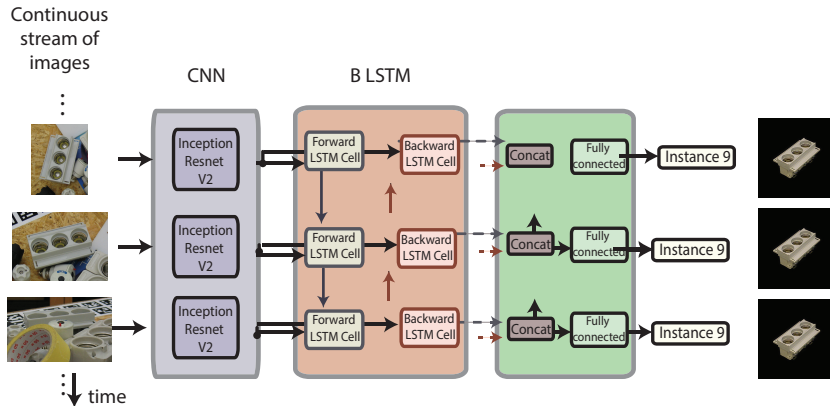 Continuous
stream of
images
CNN
B LSTM
Inception
Resnet
V2
Forward
LSTM Cell
Backward
LSTM Cell
Concat
Fully
connected
Instance 9
Inception
Resnet
V2
Forward
LSTM Cell
Backward
LSTM Cell
Concat
Fully
connected
Instance 9
Inception
Resnet
V2
Forward
LSTM Cell
Backward
LSTM Cell
Concat
Fully
connected
Instance 9
time